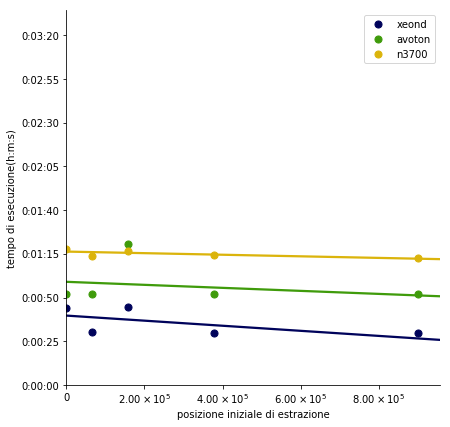 xeond
avoton
n3700
tempo di esecuzione(h:m:s)
0:03:20
0:02:55
0:02:30
0:02:05
0:01:40
0:01:15
0:00:50
0:00:25
0:00:00
0
2.00 × 10⁵
4.00 × 10⁵
6.00 × 10⁵
8.00 × 10⁵
posizione iniziale di estrazione